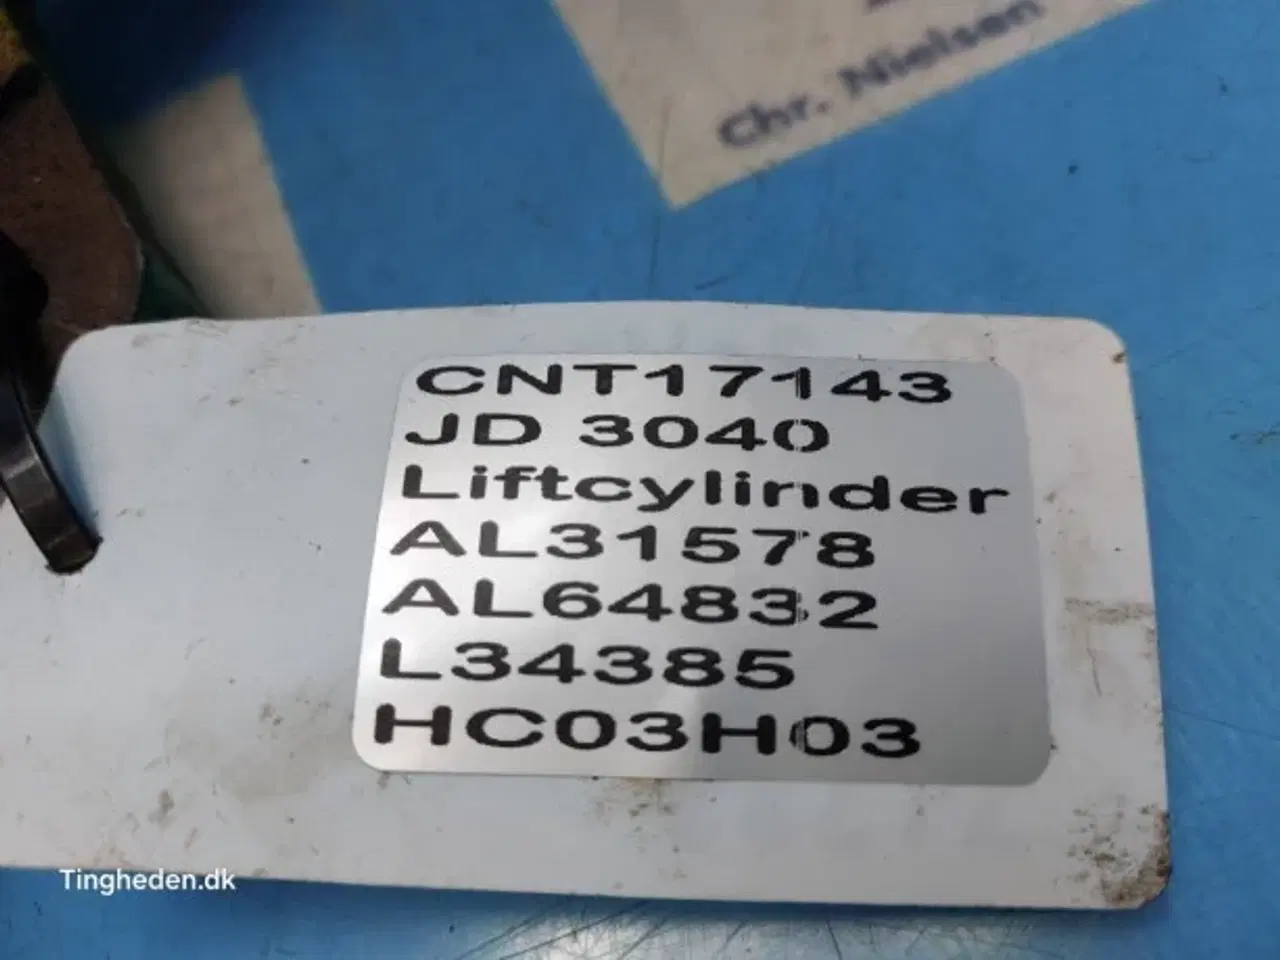 Chr. Nielsen
CNT17143
JD 3040
Liftcylinder
AL31578
AL64832
L34385
HC03H03
Tingheden.dk